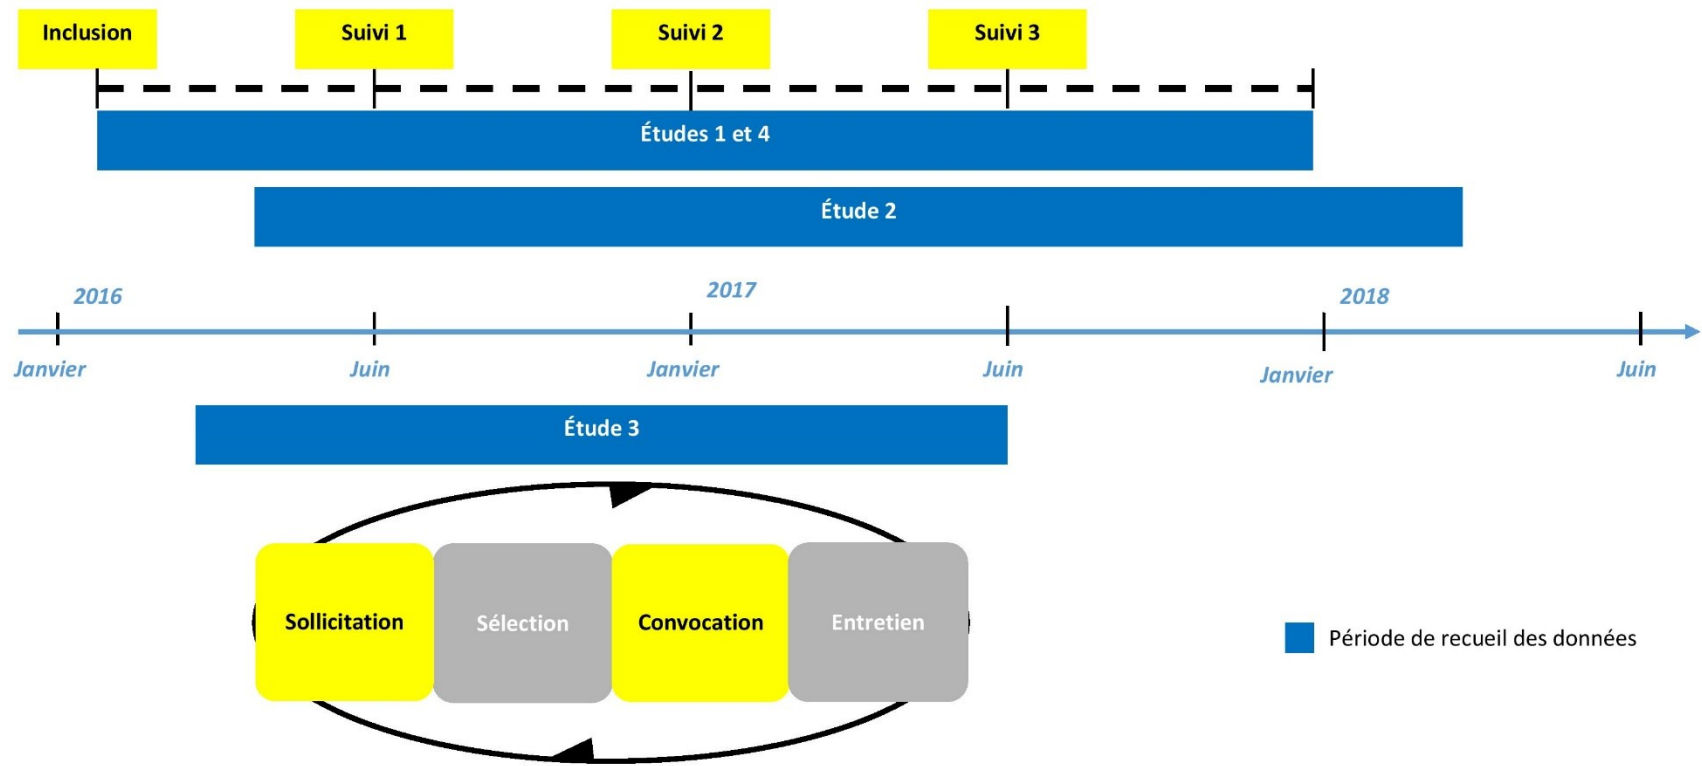 Inclusion
Suivi 1
Suivi 2
Suivi 3
Études 1 et 4
Étude 2
2016
2017
2018
Janvier
Juin
Janvier
Juin
Janvier
Juin
Étude 3
Sollicitation
Sélection
Convocation
Entretien
Période de recueil des données